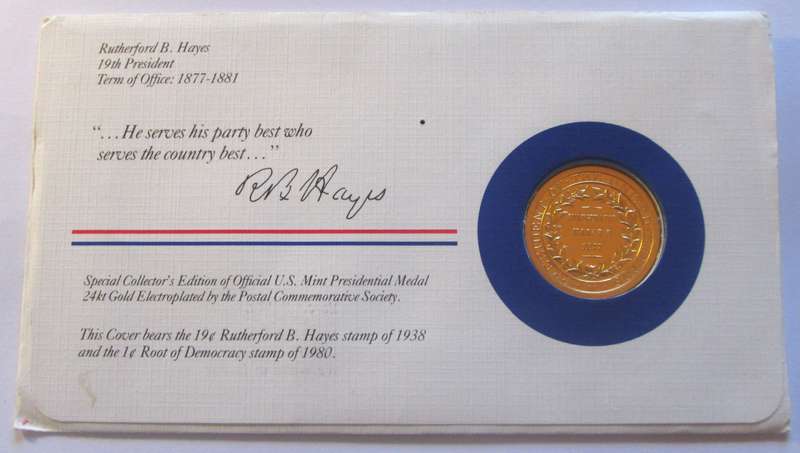 Rutherford B. Hayes
19th President
Term of Office: 1877-1881
“…He serves his party best who
serves the country best…”
RB Hayes
Special Collector's Edition of Official U.S. Mint Presidential Medal
24kt Gold Electroplated by the Postal Commemorative Society.
This Cover bears the 19¢ Rutherford B. Hayes stamp of 1938
and the 1¢ Root of Democracy stamp of 1980.